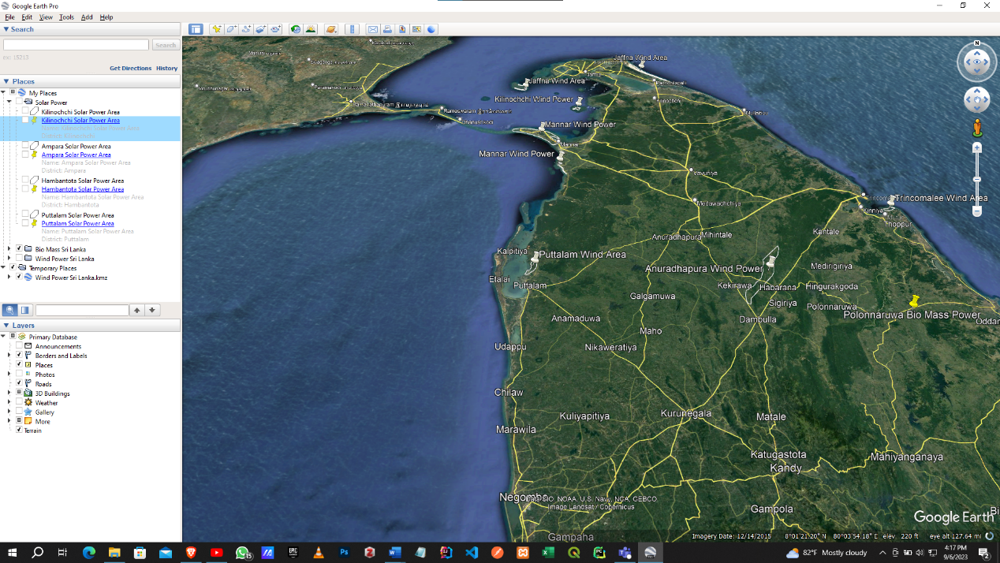 Google Earth Pro
File Edit View Tools Add Help
Search
Search
ex: 15213
Get Directions History
Places
My Places
Solar Power
Kilinochchi Solar Power Area
Kilinochchi Solar Power Area
Name: Kilinochchi Solar Power Area
District: Kilinochchi
Ampara Solar Power Area
Ampara Solar Power Area
Name: Ampara Solar Power Area
District: Ampara
Hambantota Solar Power Area
Hambantota Solar Power Area
Name: Hambantota Solar Power Area
District: Hambantota
Puttalam Solar Power Area
Puttalam Solar Power Area
Name: Puttalam Solar Power Area
District: Puttalam
Bio Mass Sri Lanka
Wind Power Sri Lanka
Temporary Places
Wind Power Sri Lanka.kmz
Layers
Primary Database
Announcements
Borders and Labels
Places
Photos
Roads
3D Buildings
Weather
Gallery
More
Terrain
N
Jaffna Wind Area
Jaffna Wind Area
Kilinochchi Wind Power
Kilinochchi
Mullaitivu
Rameswaram
Mannar Wind Power
Mannar
Mannar Wind Power
Vavuniya
Medawachchiya
Trincomalee Wind Area
Kinniya
Kantale
Anuradhapura Mihintale
Kalpitiya
Puttalam Wind Area
Anuradhapura Wind Power
Medirigiriya
Etalai
Puttalam
Kekirawa
Habarana
Hingurakgoda
Galgamuwa
Sigiriya
Polonnaruwa
Polonnaruwa Bio Mass Power
Anamaduwa
Dambulla
Maho
Udappu
Nikaweratiya
Chilaw
Kuliyapitiya
Kurunegala
Matale
Marawila
Katugastota
Mahiyanganaya
Kandy
Negombo
Data SIO, NOAA, U.S. Navy, NGA, GEBCO
Image Landsat / Copernicus
Gampola
Gampaha
Google Earth
Imagery Date: 12/14/2015 8°01'21.20" N 80°03'54.18" E elev 220 ft eye alt 127.64 mi
15
82°F Mostly cloudy
4:17 PM
9/6/2023
2